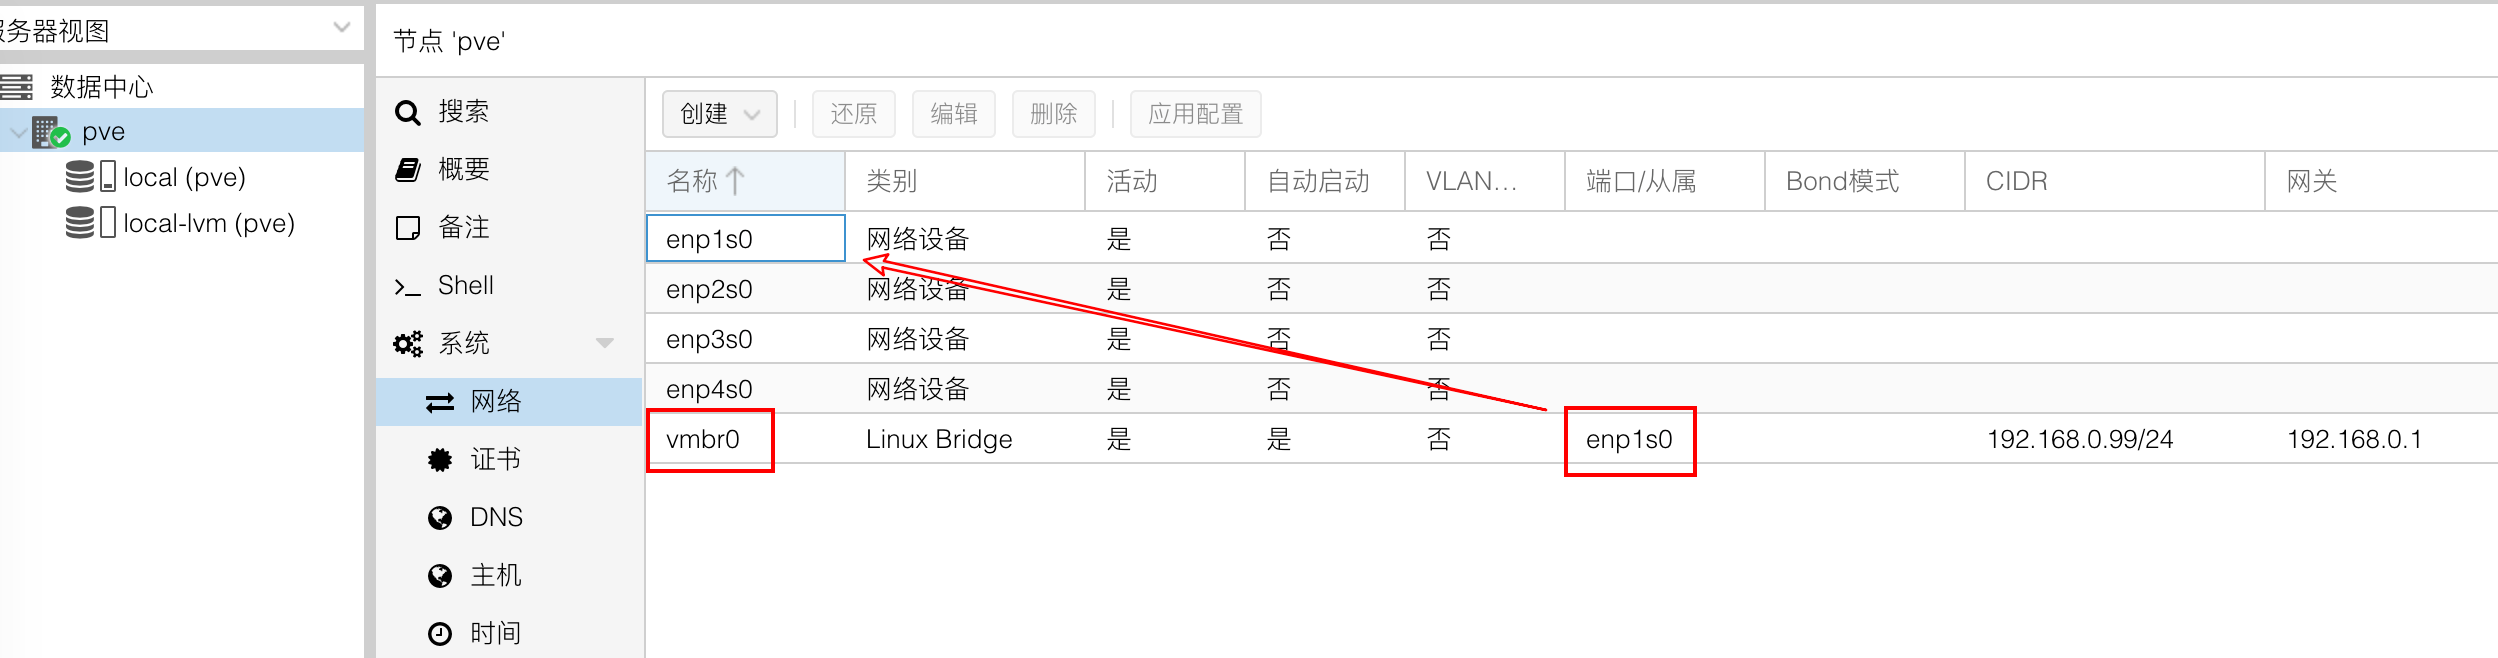 服务器视图
数据中心
pve
local (pve)
local-lvm (pve)
节点 'pve'
搜索
概要
备注
Shell
系统
网络
证书
DNS
主机
时间
创建 还原 编辑 删除 应用配置
名称 类别 活动 自动启动 VLAN... 端口/从属 Bond模式 CIDR 网关
enp1s0 网络设备 是 否 否
enp2s0 网络设备 是 否 否
enp3s0 网络设备 是 否 否
enp4s0 网络设备 是 否 否
vmbr0 Linux Bridge 是 是 否 enp1s0 192.168.0.99/24 192.168.0.1